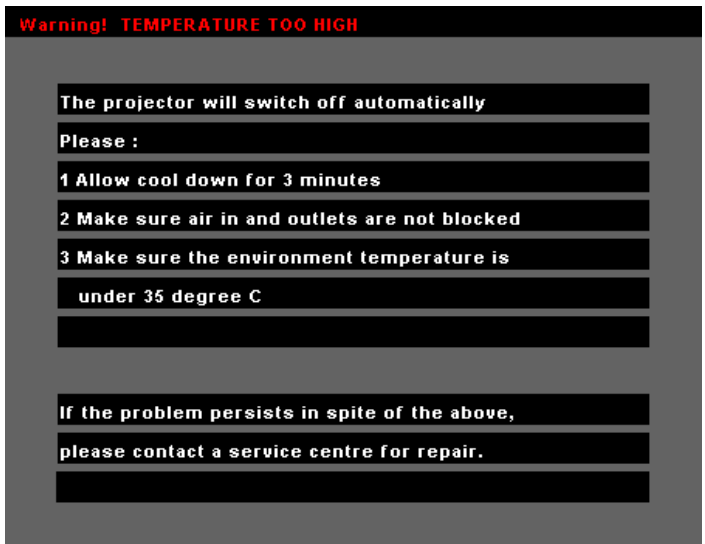 Warning! TEMPERATURE TOO HIGH
The projector will switch off automatically
Please :
1 Allow cool down for 3 minutes
2 Make sure air in and outlets are not blocked
3 Make sure the environment temperature is
under 35 degree C
If the problem persists in spite of the above,
please contact a service centre for repair.